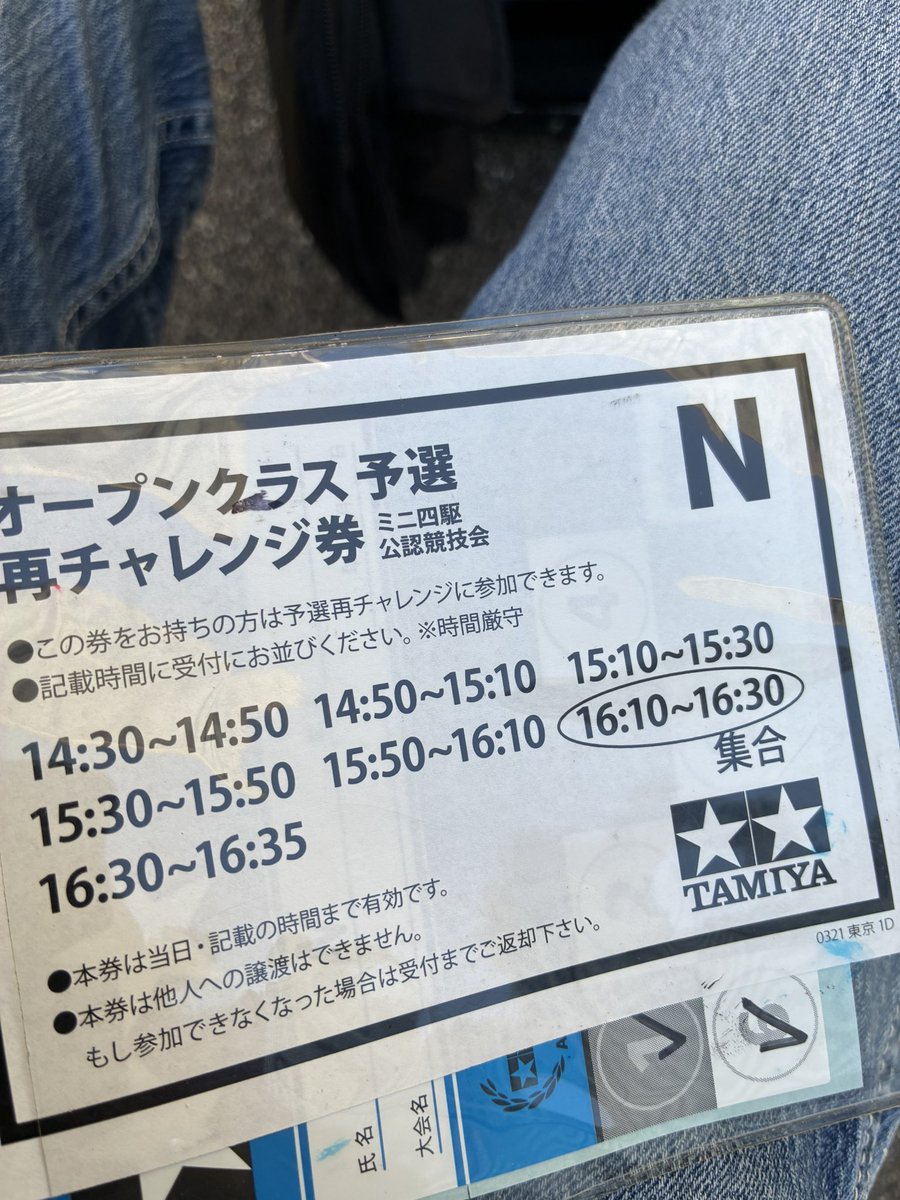 N
オープンクラス 予選
再チャレンジ券 ミニ四駆
公認競技会
●この券をお持ちの方は予選再チャレンジに参加できます。
●記載時間に受付にお並びください。※時間厳守
14:30~14:50 14:50~15:10 15:10~15:30
15:30~15:50 15:50~16:10 16:10~16:30
集合
16:30~16:35
TAMIYA
●本券は当日・記載の時間まで有効です。
●本券は他人への譲渡はできません。
もし参加できなくなった場合は受付までご返却下さい。
0321 東京 1D
氏名
大会名